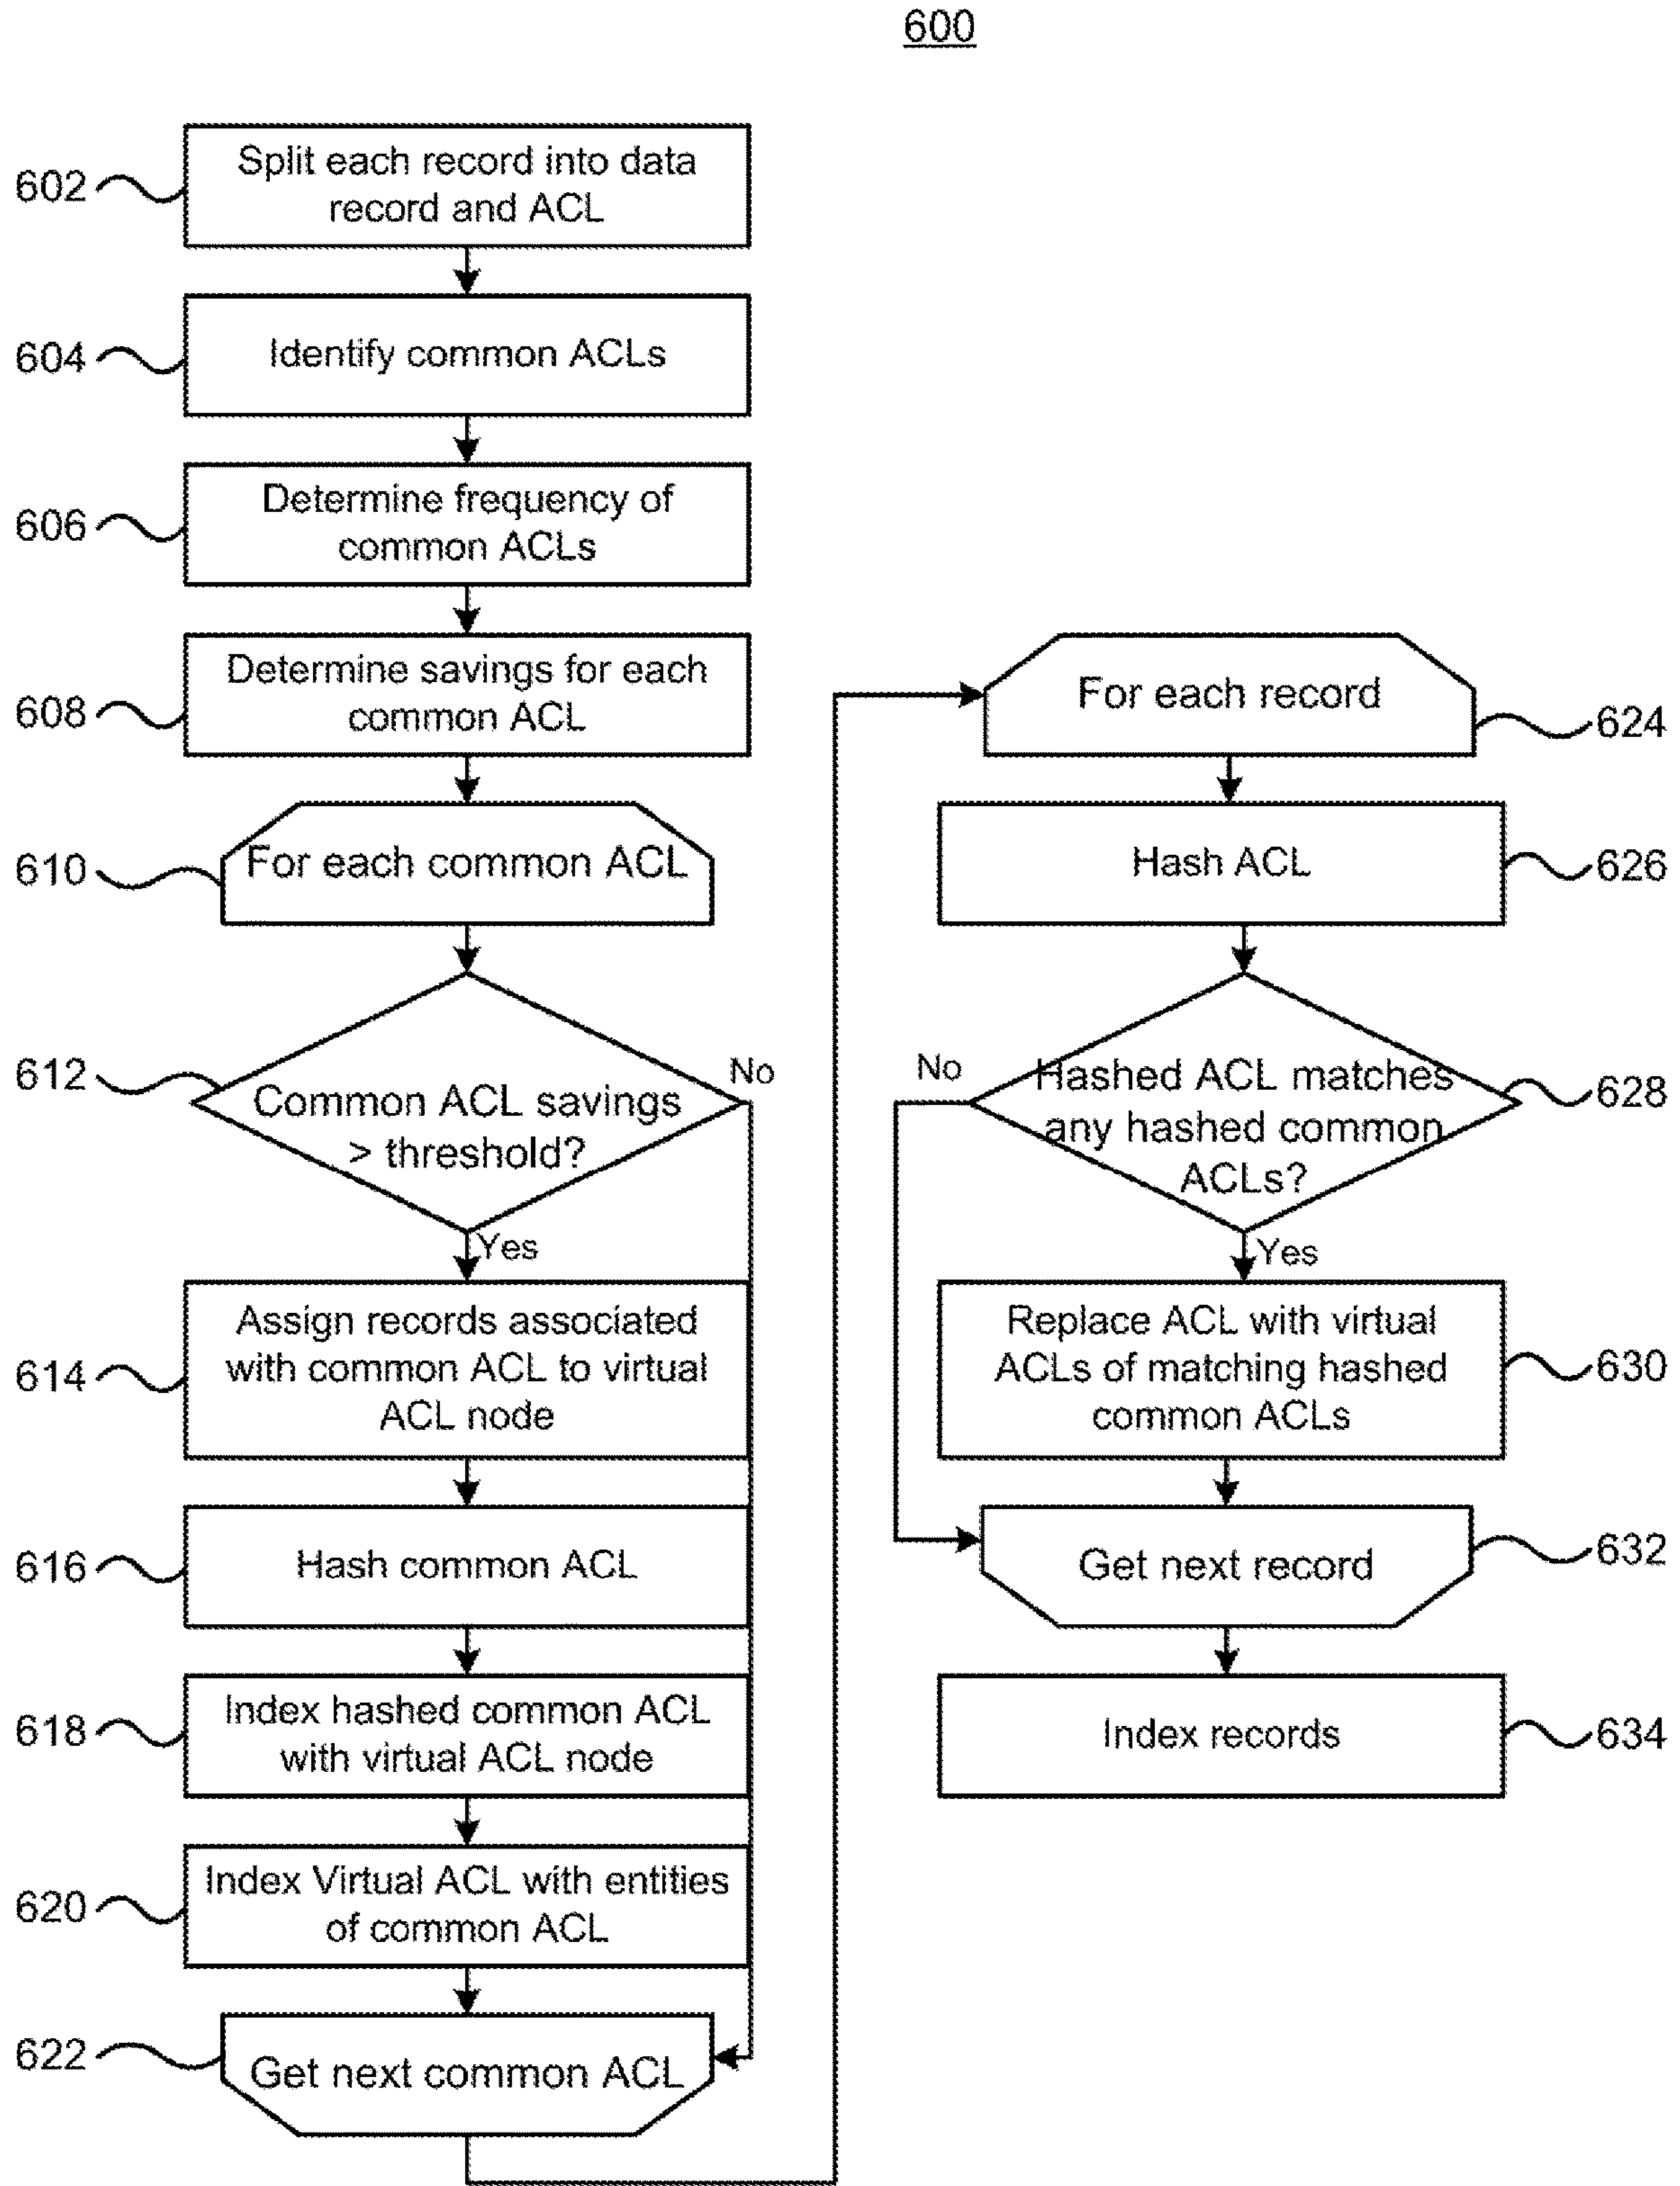 600
602
Split each record into data
record and ACL
604
Identify common ACLs
606
Determine frequency of
common ACLs
608
Determine savings for each
common ACL
610
For each common ACL
612
Common ACL savings
> threshold?
No
Yes
614
Assign records associated
with common ACL to virtual
ACL node
616
Hash common ACL
618
Index hashed common ACL
with virtual ACL node
620
Index Virtual ACL with entities
of common ACL
622
Get next common ACL
For each record
624
Hash ACL
626
No
Hashed ACL matches
any hashed common
ACLs?
628
Yes
Replace ACL with virtual
ACLs of matching hashed
common ACLs
630
Get next record
632
Index records
634